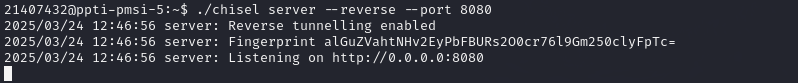 21407432@ppti-pmsi-5:~$ ./chisel server --reverse --port 8080
2025/03/24 12:46:56 server: Reverse tunnelling enabled
2025/03/24 12:46:56 server: Fingerprint alGuZVahtNHv2EyPbFBURs2O0cr76l9Gm250clyFpTc=
2025/03/24 12:46:56 server: Listening on http://0.0.0.0:8080